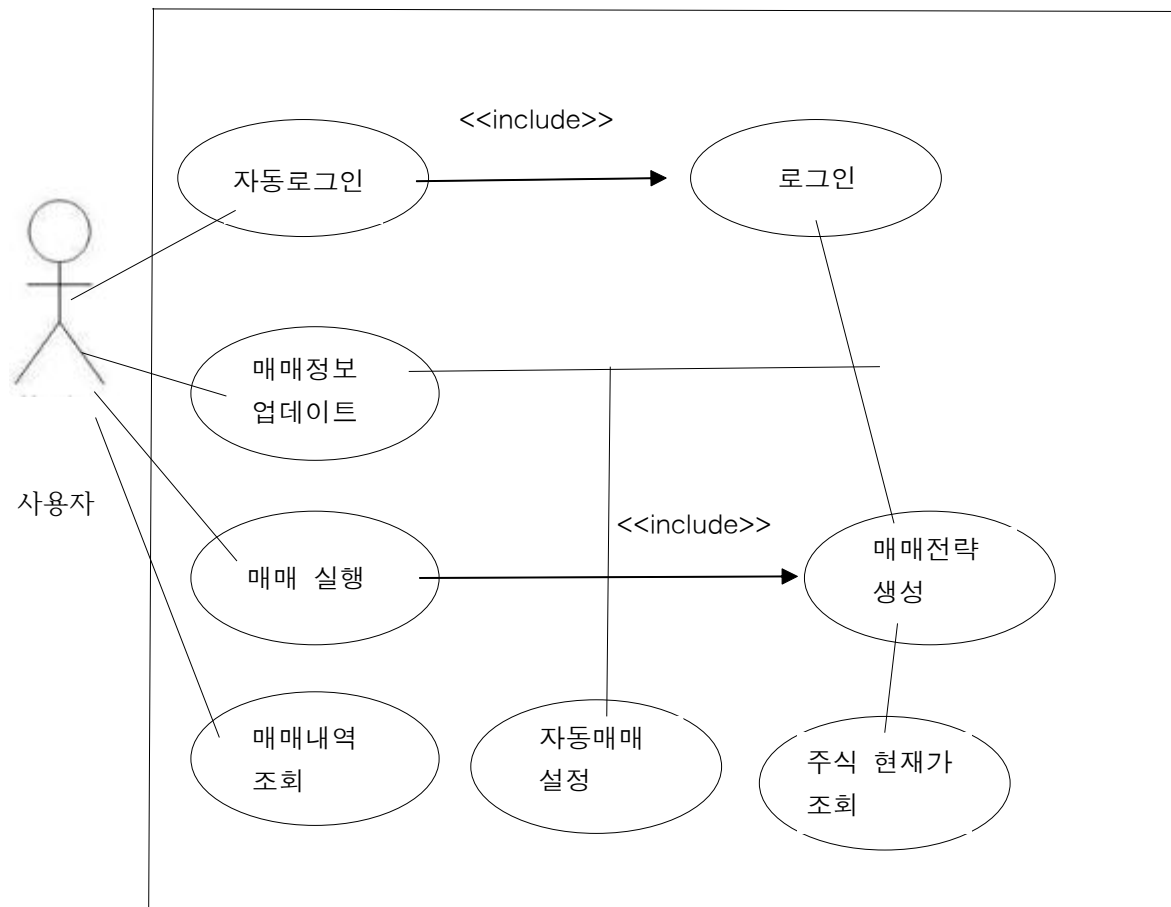 <<include>>
자동로그인
로그인
매매정보
업데이트
사용자
<<include>>
매매 실행
매매전략
생성
매매내역
조회
자동매매
설정
주식 현재가
조회